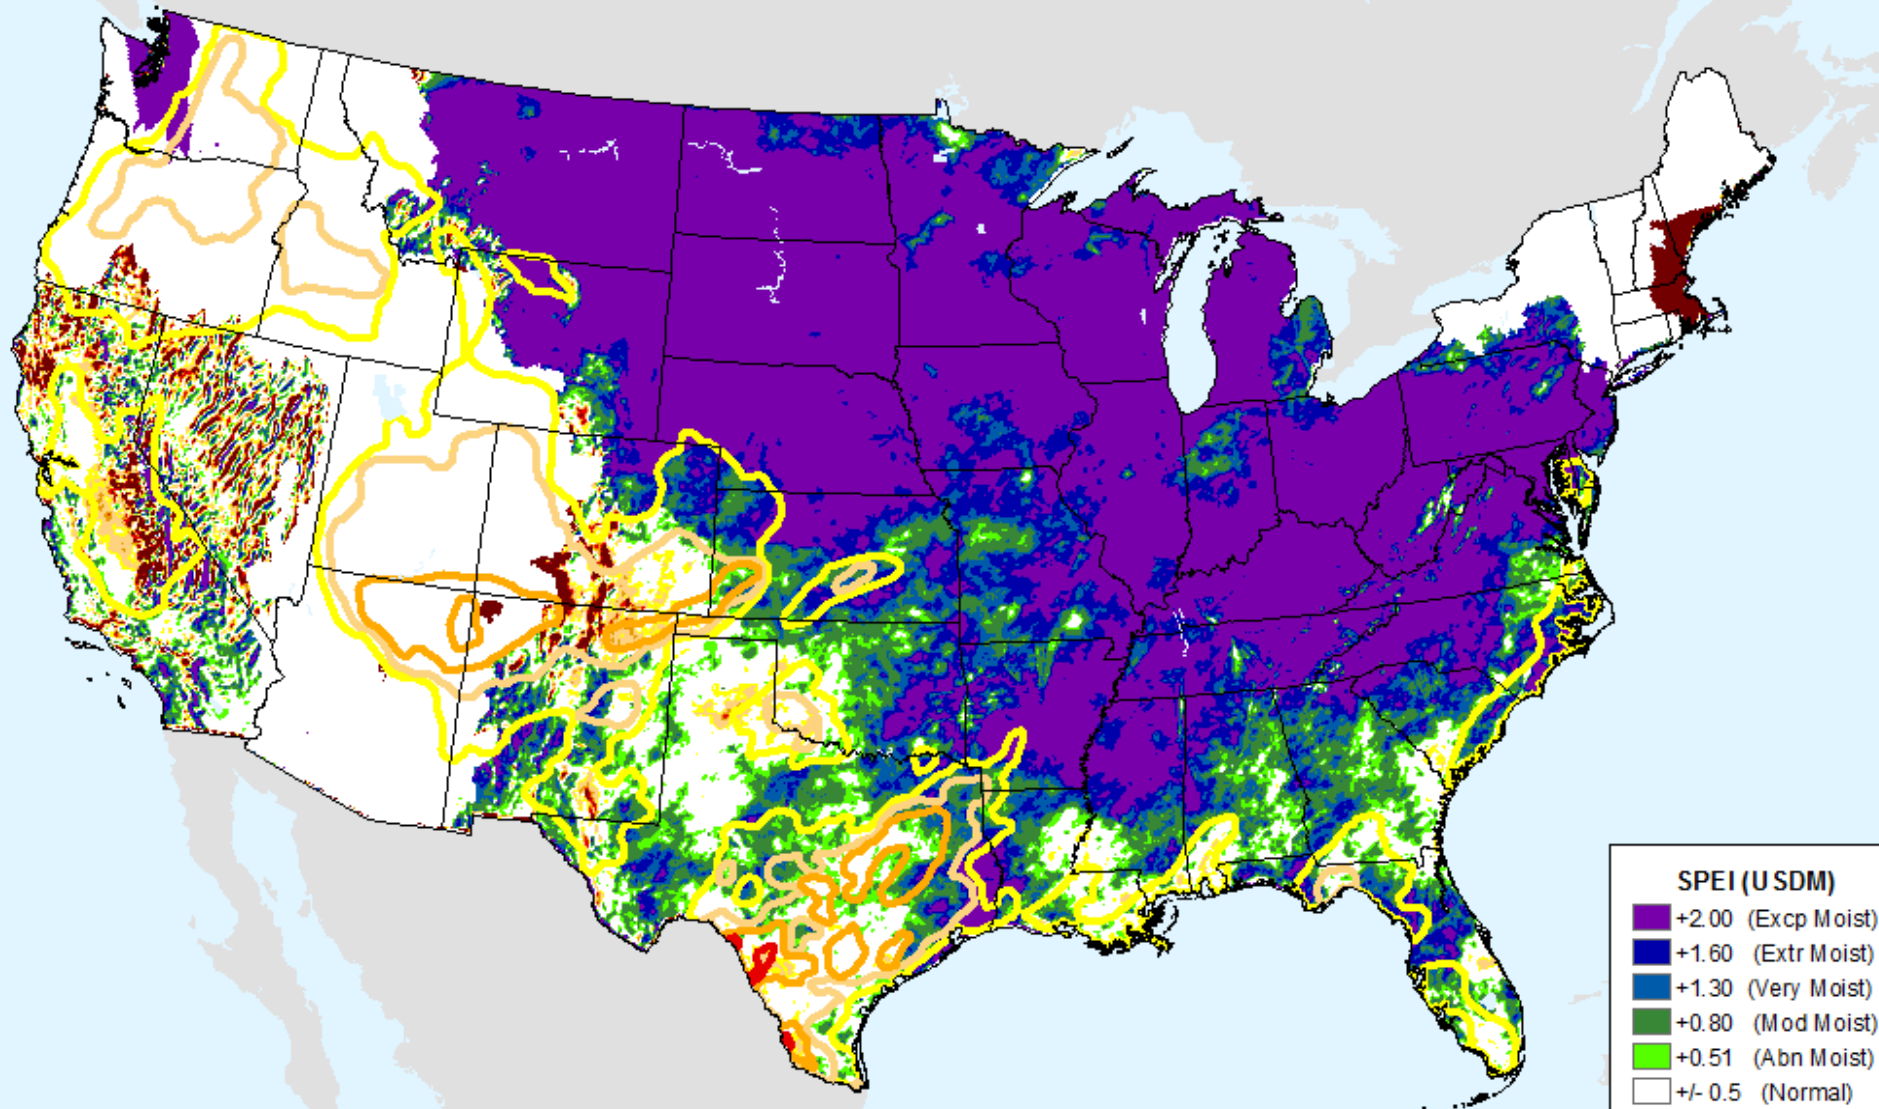 SPEI (USDM)
+2.00 (Excp Moist)
+1.60 (Extr Moist)
+1.30 (Very Moist)
+0.80 (Mod Moist)
+0.51 (Abn Moist)
+/- 0.5 (Normal)